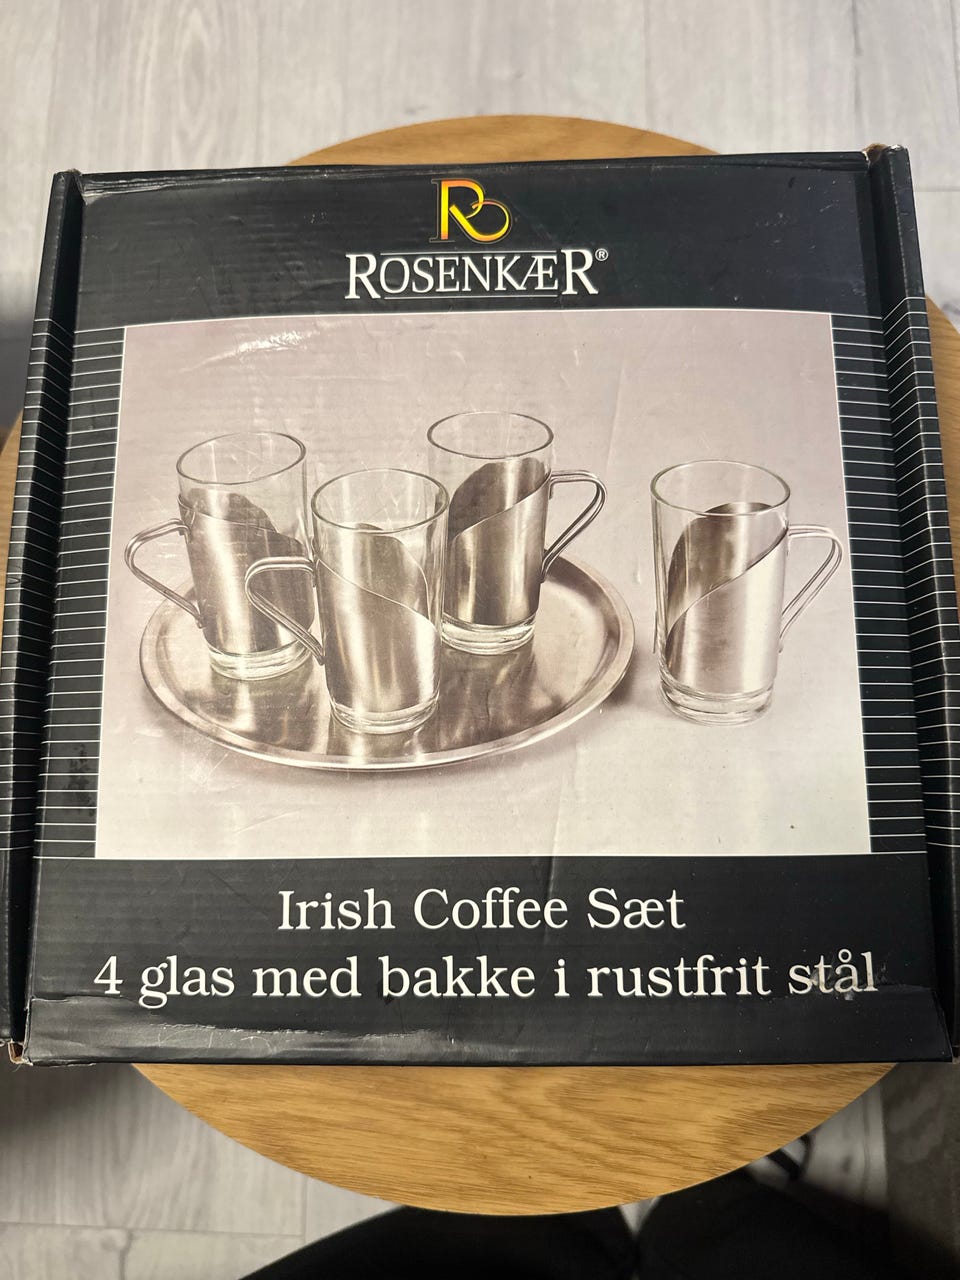 R
ROSENKÆR®
Irish Coffee Sæt
4 glas med bakke i rustfrit stål